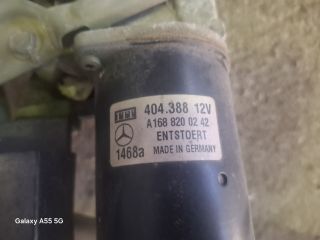 404.388 12V
A 168 820 02 42
ENTSTOERT
1468a MADE IN GERMANY
Galaxy A55 5G